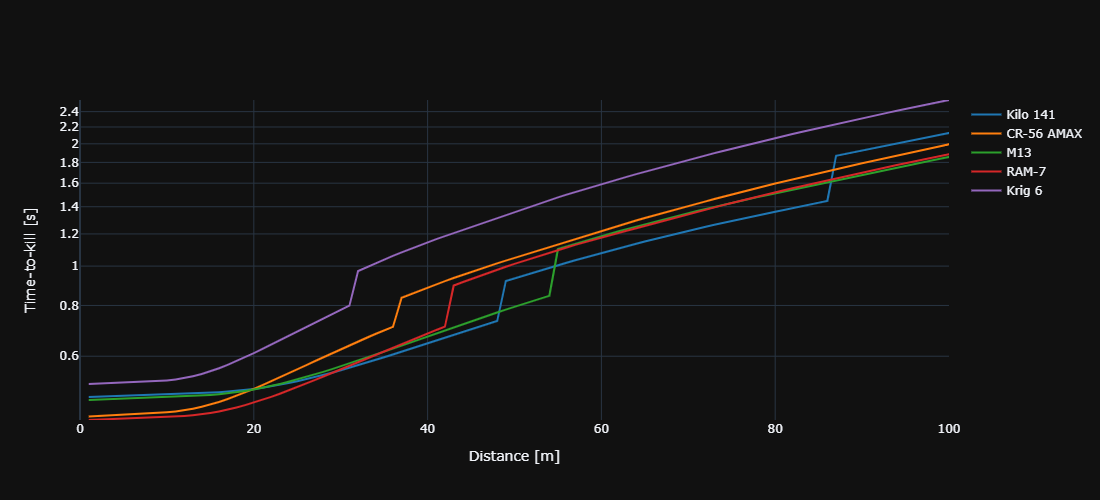 2.4
2.2
2
1.8
1.6
1.4
1.2
1
0.8
0.6
0 20 40 60 80 100
Time-to-kill [s]
Distance [m]
Kilo 141
CR-56 AMAX
M13
RAM-7
Krig 6